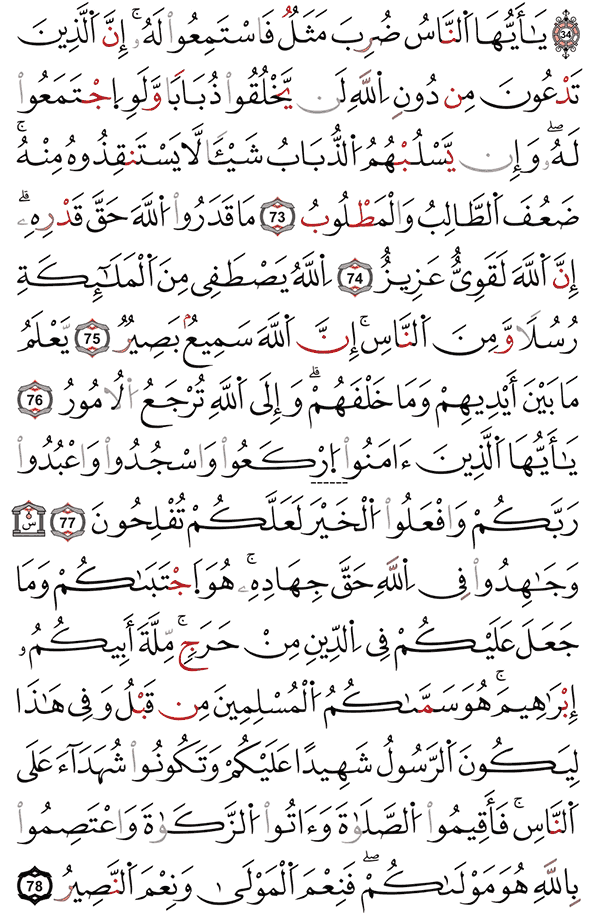 34 يَـٰٓأَيُّهَا ٱلنَّاسُ ضُرِبَ مَثَلٌ فَٱسْتَمِعُوا۟ لَهُۥٓ ۚ إِنَّ ٱلَّذِينَ
تَدْعُونَ مِن دُونِ ٱللَّهِ لَن يَخْلُقُوا۟ ذُبَابًا وَلَوِ ٱجْتَمَعُوا۟
لَهُۥ ۖ وَإِن يَسْلُبْهُمُ ٱلذُّبَابُ شَيْـًٔا لَّا يَسْتَنقِذُوهُ مِنْهُ ۚ
ضَعُفَ ٱلطَّالِبُ وَٱلْمَطْلُوبُ 73 مَا قَدَرُوا۟ ٱللَّهَ حَقَّ قَدْرِهِۦٓ ۗ
إِنَّ ٱللَّهَ لَقَوِىٌّ عَزِيزٌ 74 ٱللَّهُ يَصْطَفِى مِنَ ٱلْمَلَـٰٓئِكَةِ
رُسُلًا وَمِنَ ٱلنَّاسِ ۚ إِنَّ ٱللَّهَ سَمِيعٌۢ بَصِيرٌ 75 يَعْلَمُ
مَا بَيْنَ أَيْدِيهِمْ وَمَا خَلْفَهُمْ ۗ وَإِلَى ٱللَّهِ تُرْجَعُ ٱلْأُمُورُ 76
يَـٰٓأَيُّهَا ٱلَّذِينَ ءَامَنُوا۟ ٱرْكَعُوا۟ وَٱسْجُدُوا۟ وَٱعْبُدُوا۟
رَبَّكُمْ وَٱفْعَلُوا۟ ٱلْخَيْرَ لَعَلَّكُمْ تُفْلِحُونَ 77 س
وَجَـٰهِدُوا۟ فِى ٱللَّهِ حَقَّ جِهَادِهِۦ ۚ هُوَ ٱجْتَبَىٰكُمْ وَمَا
جَعَلَ عَلَيْكُمْ فِى ٱلدِّينِ مِنْ حَرَجٍ ۚ مِّلَّةَ أَبِيكُمُۥٓ
إِبْرَٰهِيمَ ۚ هُوَ سَمَّىٰكُمُ ٱلْمُسْلِمِينَ مِن قَبْلُ وَفِى هَـٰذَا
لِيَكُونَ ٱلرَّسُولُ شَهِيدًا عَلَيْكُمْ وَتَكُونُوا۟ شُهَدَآءَ عَلَى
ٱلنَّاسِ ۚ فَأَقِيمُوا۟ ٱلصَّلَوٰةَ وَءَاتُوا۟ ٱلزَّكَوٰةَ وَٱعْتَصِمُوا۟
بِٱللَّهِ هُوَ مَوْلَىٰكُمْ ۖ فَنِعْمَ ٱلْمَوْلَىٰ وَنِعْمَ ٱلنَّصِيرُ 78